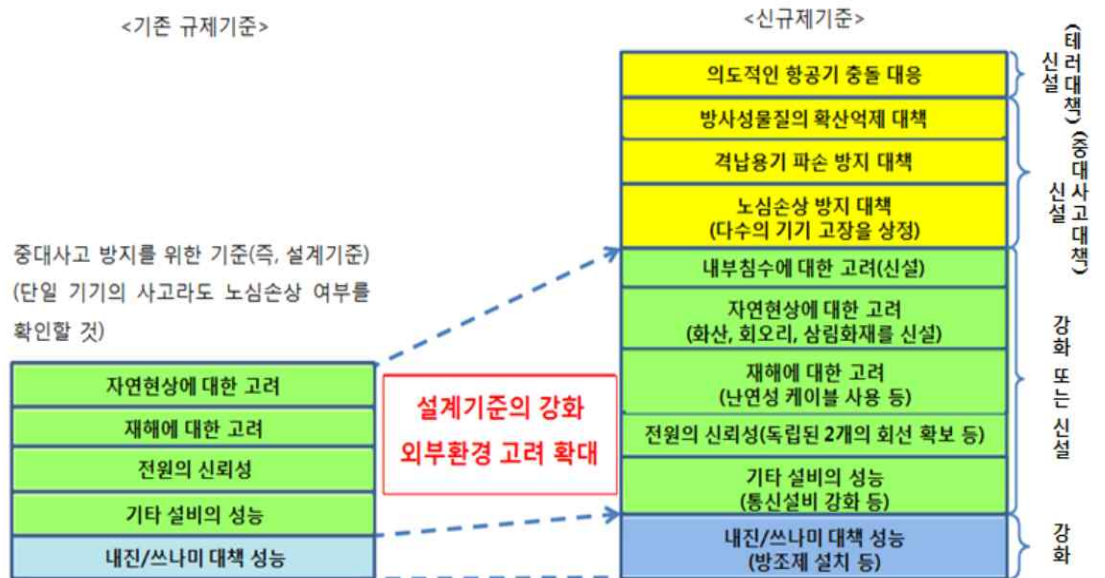 <기존 규제기준>
중대사고 방지를 위한 기준(즉, 설계기준)
(단일 기기의 사고라도 노심손상 여부를
확인할 것)
자연현상에 대한 고려
재해에 대한 고려
전원의 신뢰성
기타 설비의 성능
내진/쓰나미 대책 성능
설계기준의 강화
외부환경 고려 확대
<신규제기준>
의도적인 항공기 충돌 대응
방사성물질의 확산억제 대책
격납용기 파손 방지 대책
노심손상 방지 대책
(다수의 기기 고장을 상정)
내부침수에 대한 고려(신설)
자연현상에 대한 고려
(화산, 회오리, 삼림화재를 신설)
재해에 대한 고려
(난연성 케이블 사용 등)
전원의 신뢰성(독립된 2개의 회선 확보 등)
기타 설비의 성능
(통신설비 강화 등)
내진/쓰나미 대책 성능
(방조제 설치 등)
(테러대책)
신설
(중대사고대책)
신설
강화 또는 신설
강화